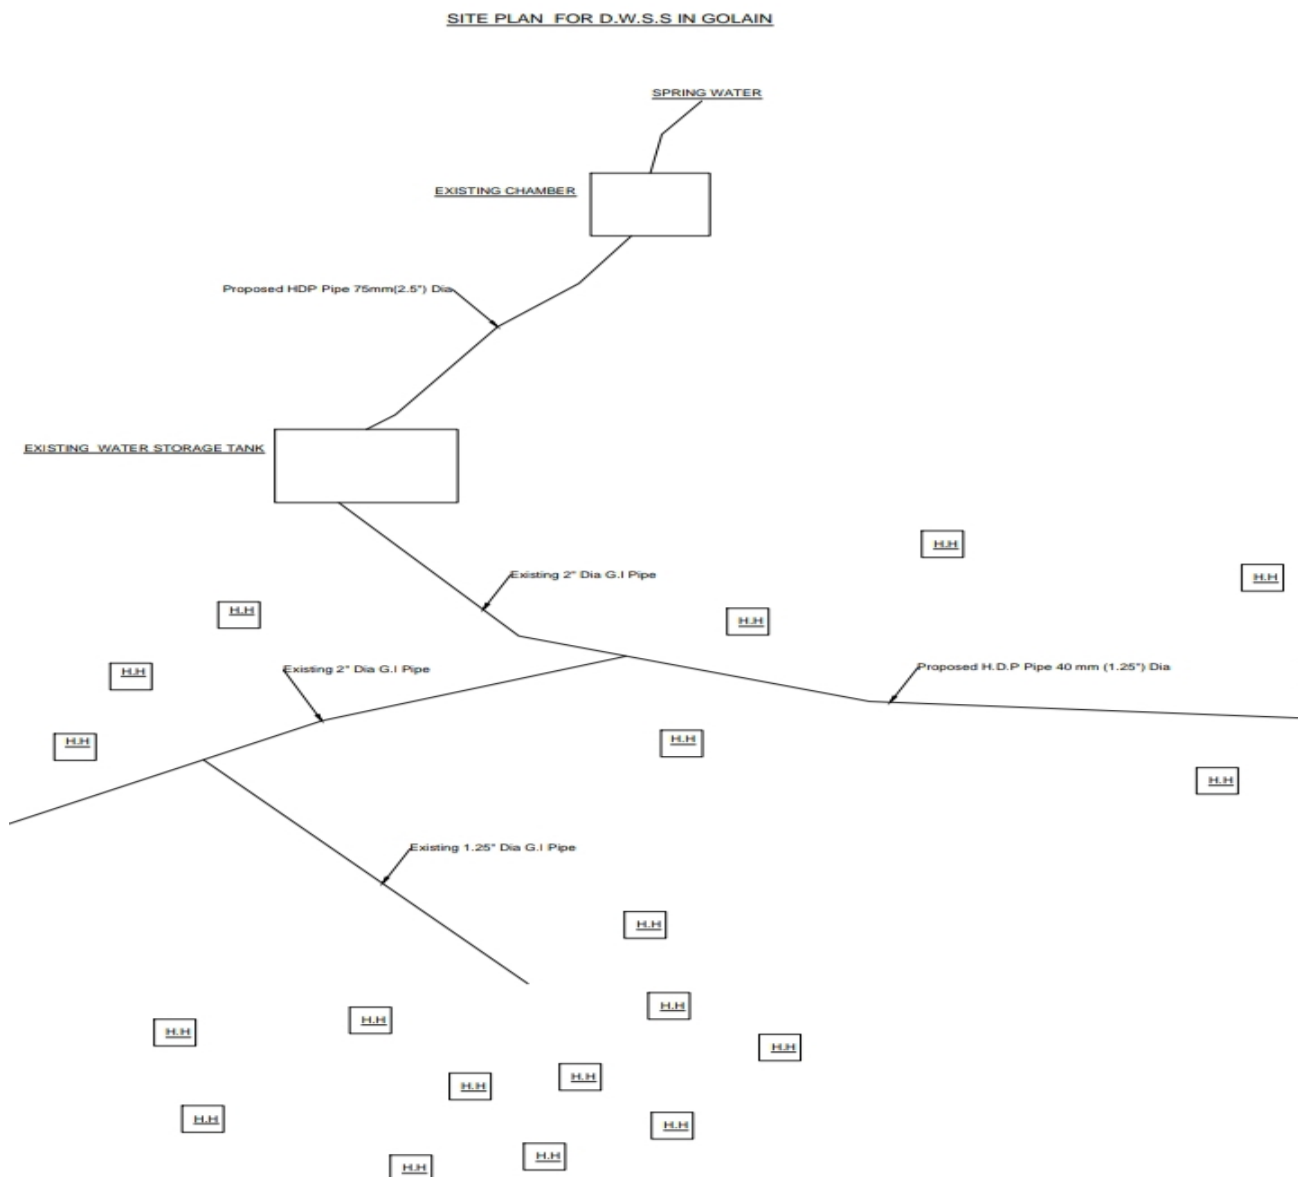 SITE PLAN FOR D.W.S.S IN GOLAIN
SPRING WATER
EXISTING CHAMBER
Proposed HDP Pipe 75mm(2.5") Dia
EXISTING WATER STORAGE TANK
H.H
Existing 2" Dia G.I Pipe
H.H
H.H
H.H
Existing 2" Dia G.I Pipe
Proposed H.D.P Pipe 40 mm (1.25") Dia
H.H
H.H
H.H
H.H
H.H
Existing 1.25" Dia G.I Pipe
H.H
H.H
H.H
H.H
H.H
H.H
H.H
H.H
H.H
H.H
H.H